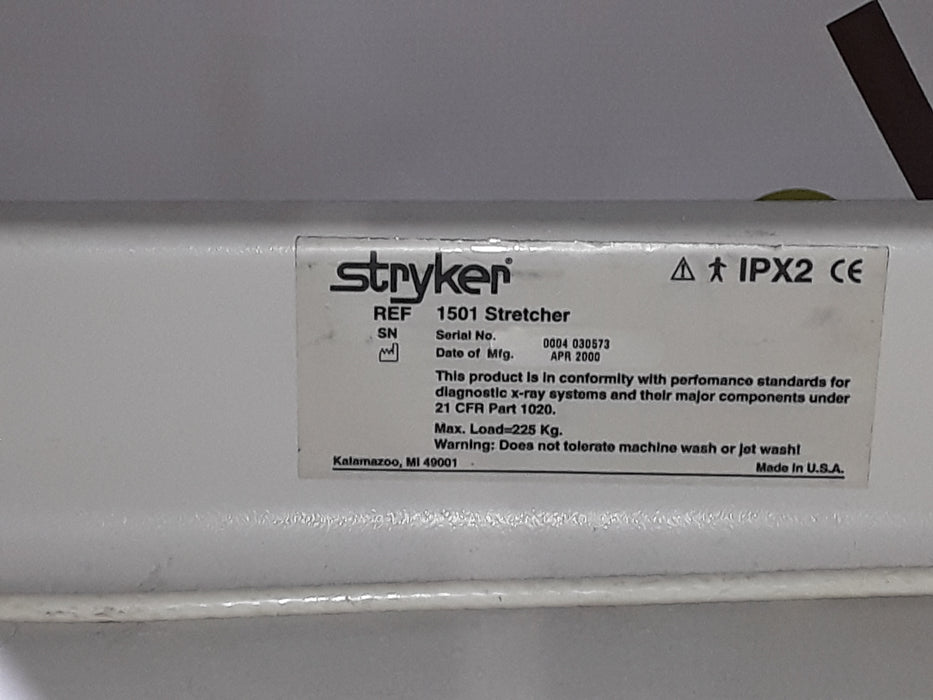 stryker®
IPX2 CE
REF 1501 Stretcher
SN Serial No. 0004 030573
Date of Mfg. APR 2000
This product is in conformity with perfomance standards for
diagnostic x-ray systems and their major components under
21 CFR Part 1020.
Max. Load=225 Kg.
Warning: Does not tolerate machine wash or jet wash!
Kalamazoo, MI 49001 Made in U.S.A.